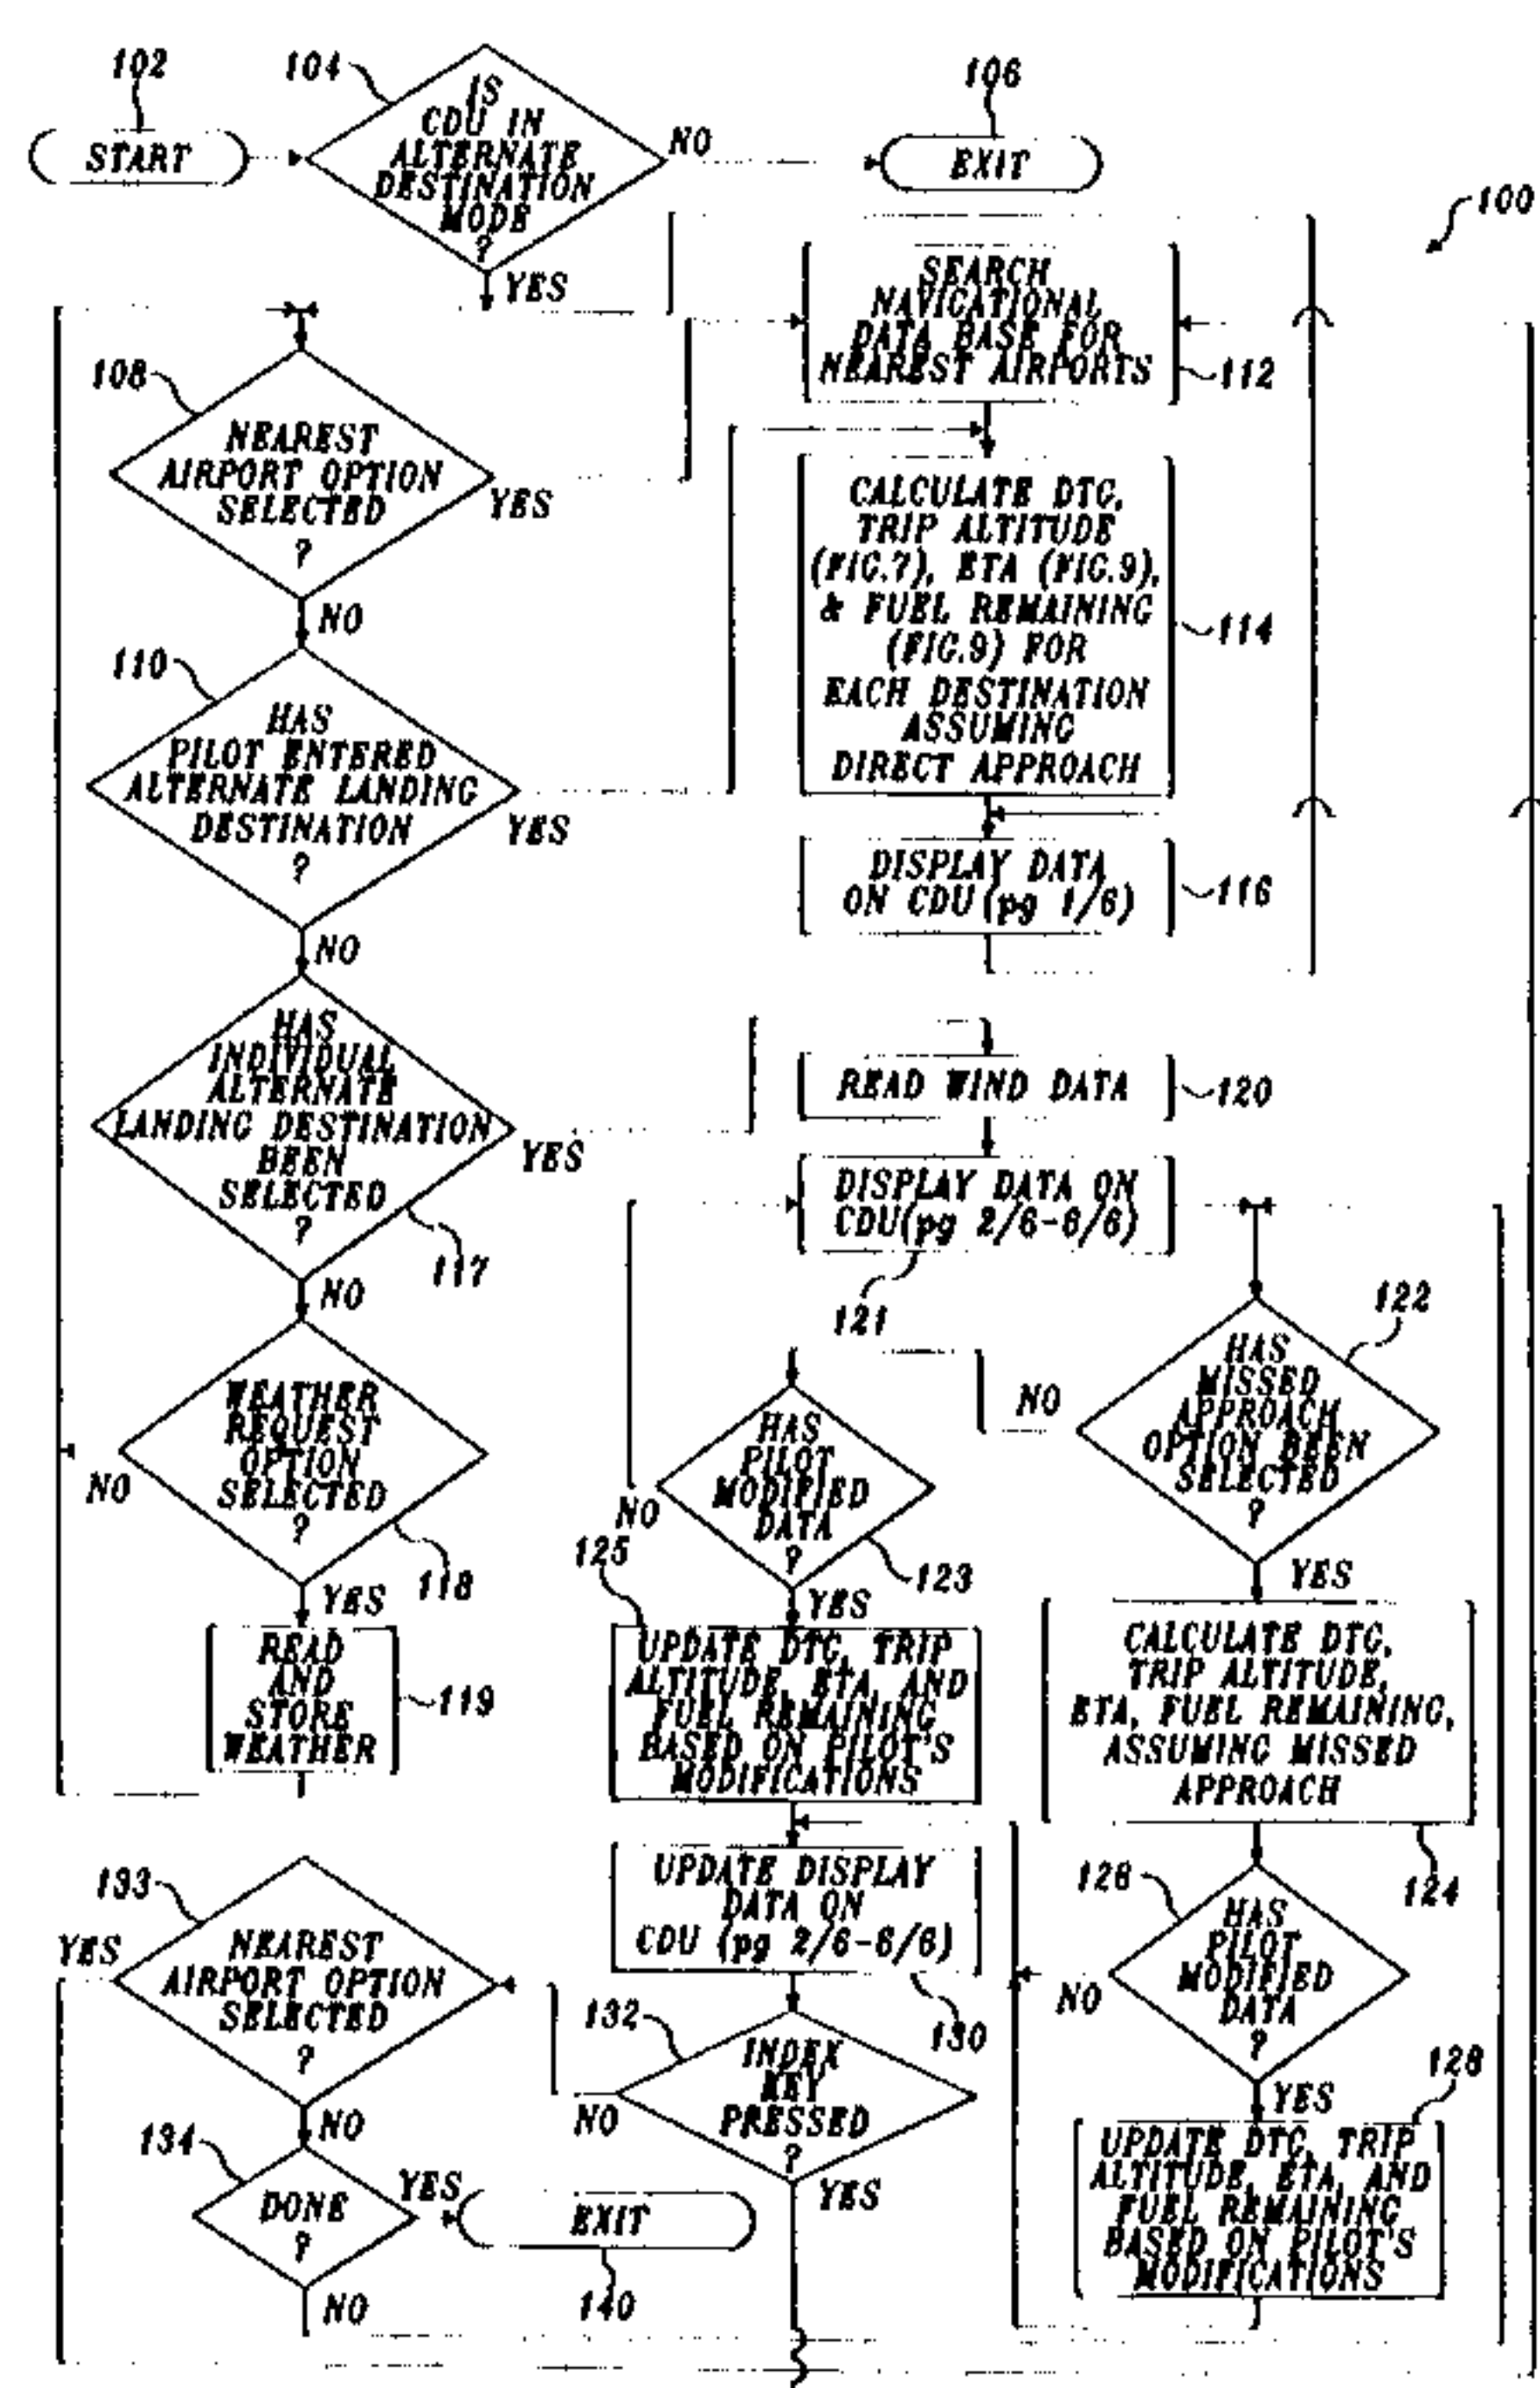 102
START
104
IS
CDU IN
ALTERNATE
DESTINATION
MODE
?
NO
YES
106
EXIT
100
SEARCH
NAVIGATIONAL
DATA BASE FOR
NEAREST AIRPORTS
112
108
NEAREST
AIRPORT OPTION
SELECTED
?
YES
NO
CALCULATE DTG,
TRIP ALTITUDE
(FIG.7), ETA (FIG.9),
& FUEL REMAINING
(FIG.9) FOR
EACH DESTINATION
ASSUMING
DIRECT APPROACH
114
110
HAS
PILOT ENTERED
ALTERNATE LANDING
DESTINATION
?
YES
NO
DISPLAY DATA
ON CDU (pg 1/6)
116
HAS
INDIVIDUAL
ALTERNATE
LANDING DESTINATION
BEEN
SELECTED
?
YES
117
NO
READ WIND DATA
120
DISPLAY DATA ON
CDU(pg 2/6-6/6)
121
122
HAS
MISSED
APPROACH
OPTION BEEN
SELECTED
?
NO
YES
WEATHER
REQUEST
OPTION
SELECTED
?
NO
118
YES
HAS
PILOT
MODIFIED
DATA
?
NO
123
YES
125
READ
AND
STORE
WEATHER
119
UPDATE DTG, TRIP
ALTITUDE, ETA, AND
FUEL REMAINING
BASED ON PILOT'S
MODIFICATIONS
CALCULATE DTG,
TRIP ALTITUDE,
ETA, FUEL REMAINING,
ASSUMING MISSED
APPROACH
124
133
NEAREST
AIRPORT OPTION
SELECTED
?
YES
NO
UPDATE DISPLAY
DATA ON
CDU (pg 2/6-6/6)
130
126
HAS
PILOT
MODIFIED
DATA
?
NO
YES
132
INDEX
KEY
PRESSED
?
NO
YES
128
UPDATE DTG, TRIP
ALTITUDE, ETA, AND
FUEL REMAINING
BASED ON PILOT'S
MODIFICATIONS
134
DONE
?
YES
NO
EXIT
140